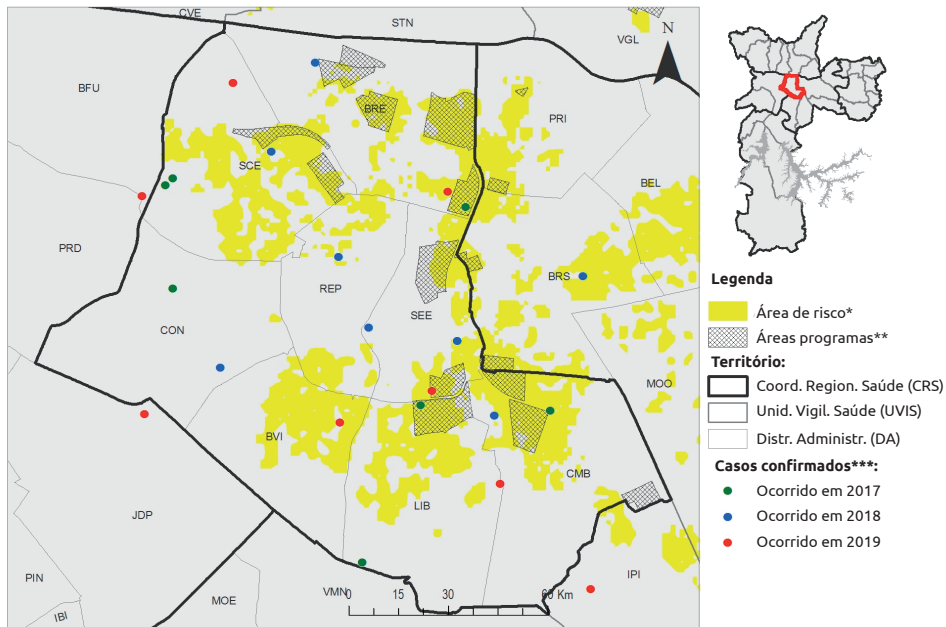 CVE
STN
VGL
N
BFU
BRE
PRI
SCE
BEL
PRD
REP
BRS
SEE
CON
MOO
BVI
CMB
LIB
JDP
PIN
IBI
MOE
VMN
IPI
0 15 30 60 Km
Legenda
Área de risco*
Áreas programas**
Território:
Coord. Region. Saúde (CRS)
Unid. Vigil. Saúde (UVIS)
Distr. Administr. (DA)
Casos confirmados***:
Ocorrido em 2017
Ocorrido em 2018
Ocorrido em 2019